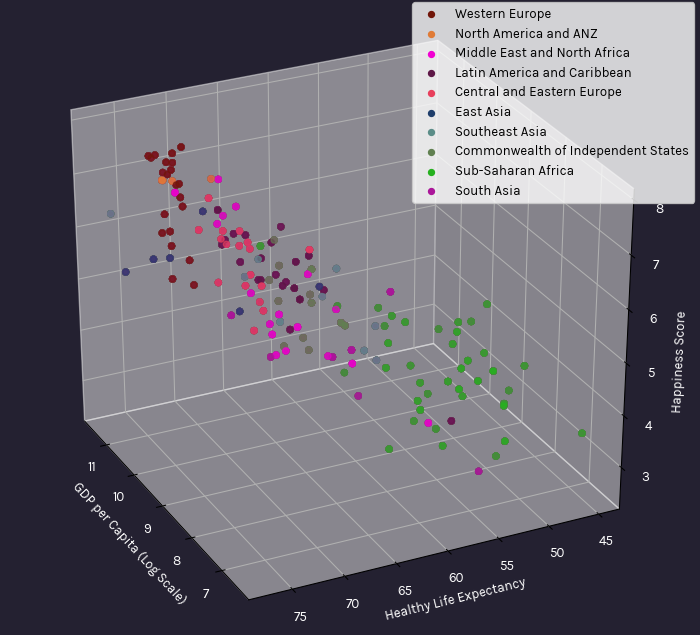 Western Europe
North America and ANZ
Middle East and North Africa
Latin America and Caribbean
Central and Eastern Europe
East Asia
Southeast Asia
Commonwealth of Independent States
Sub-Saharan Africa
South Asia
8
7
6
5
4
3
Happiness Score
11
10
9
8
7
GDP per Capita (Log Scale)
75
70
65
60
55
50
45
Healthy Life Expectancy